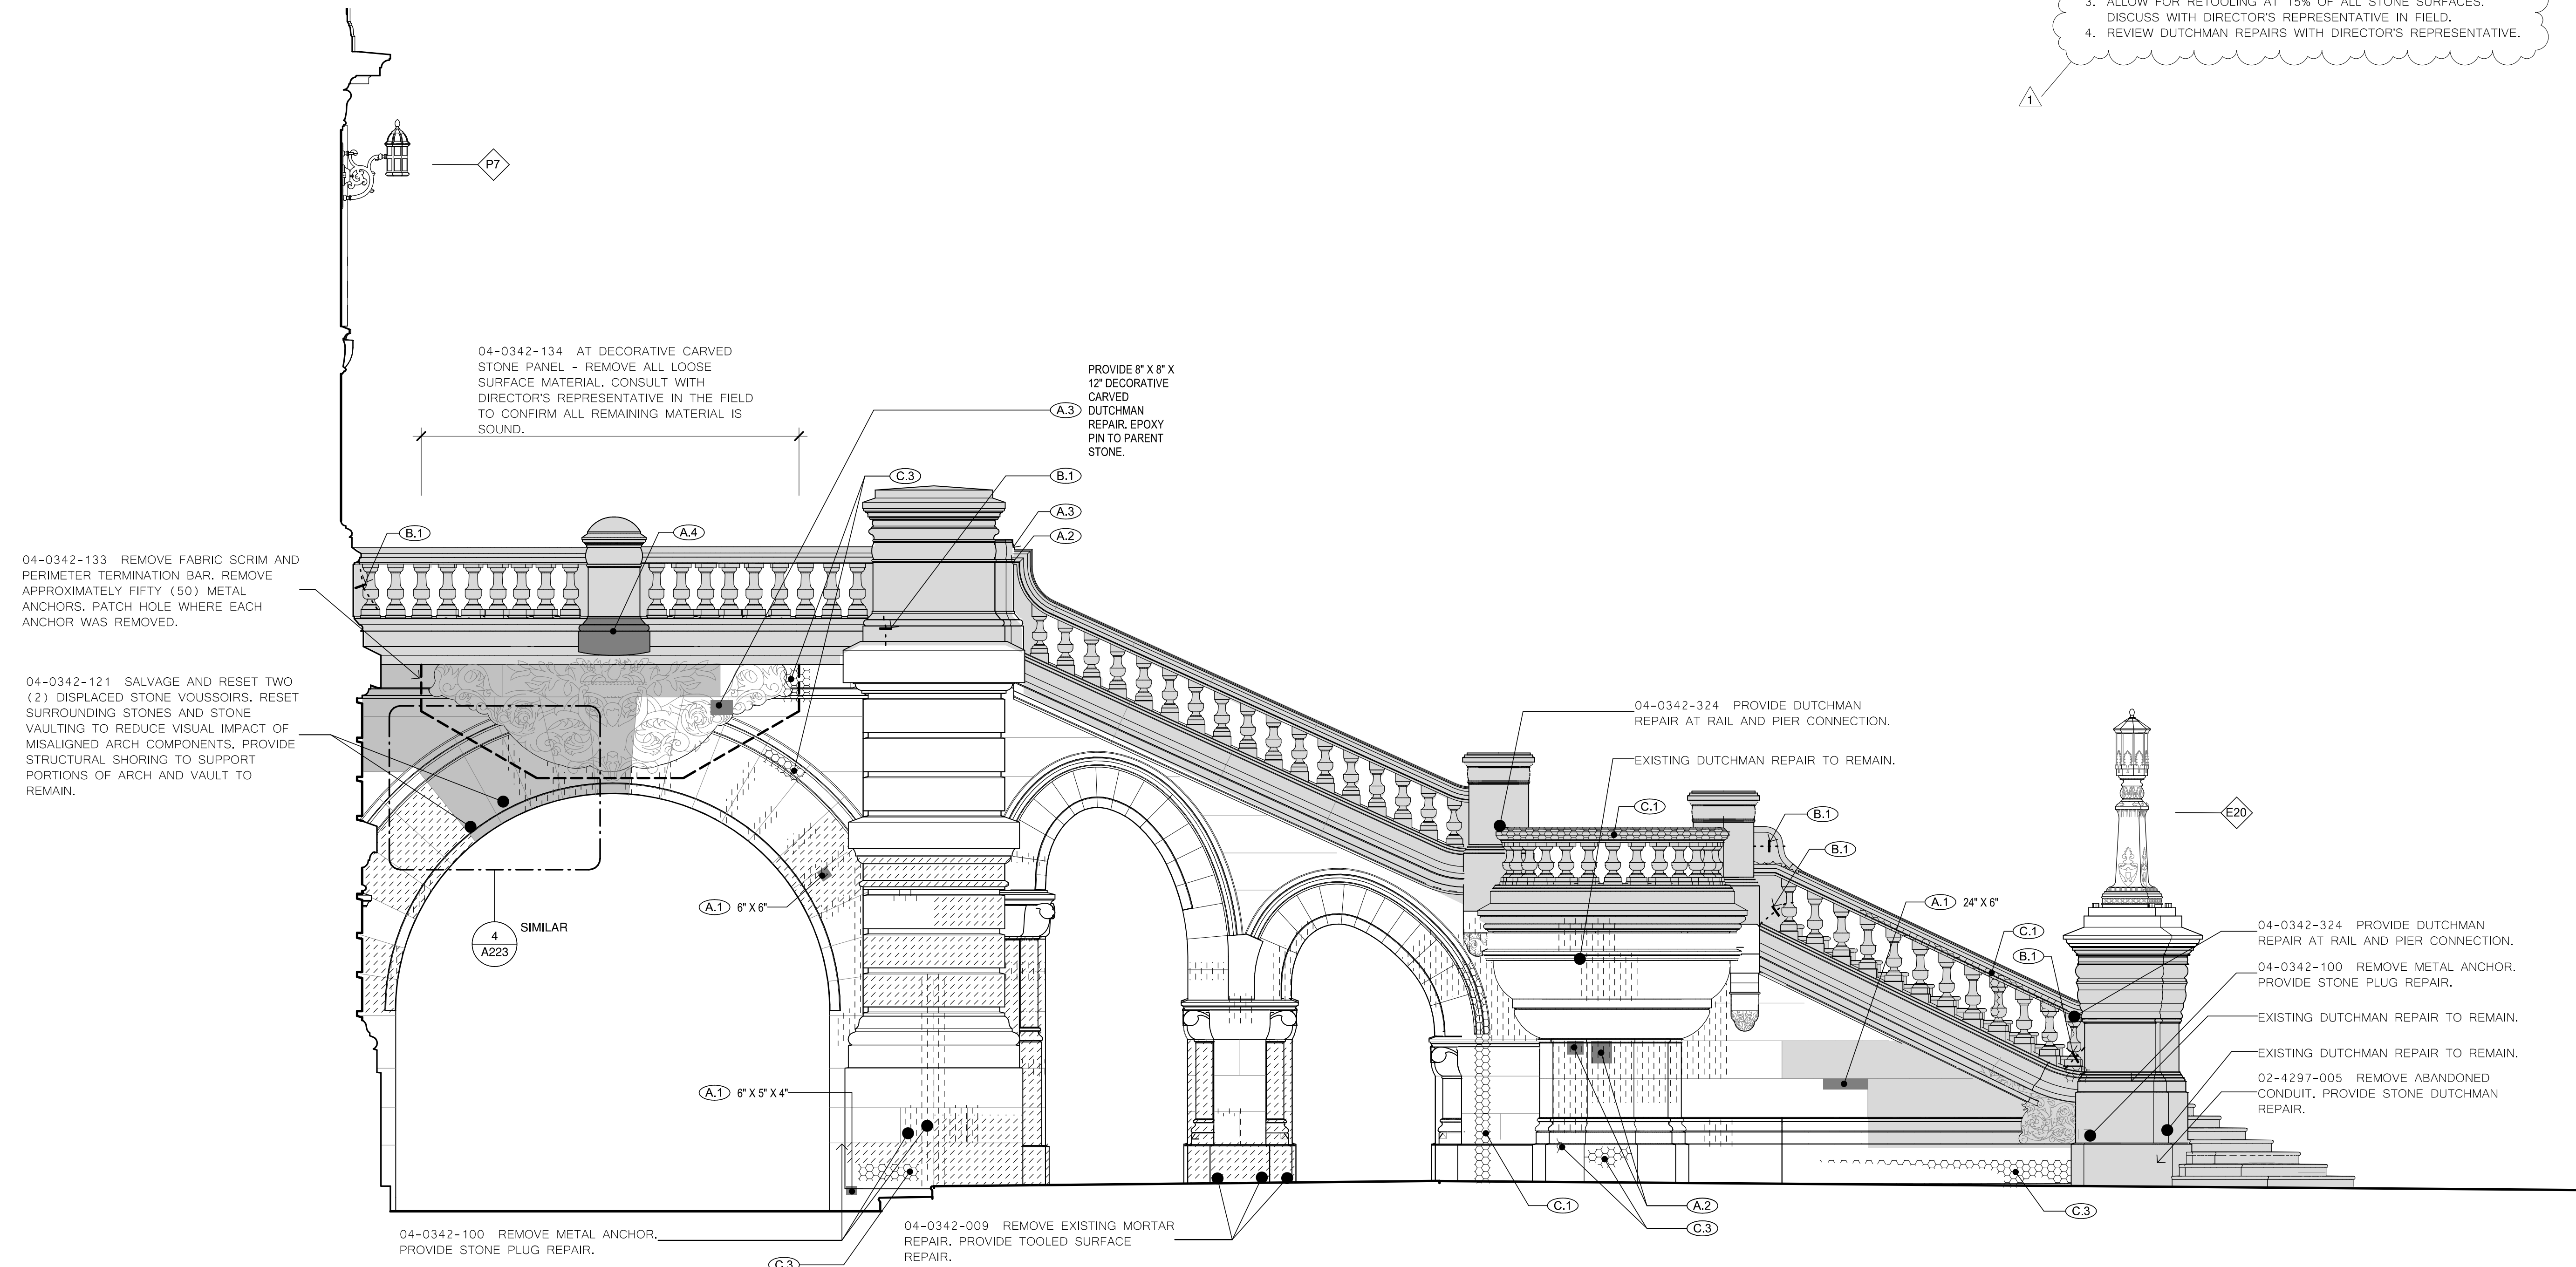 3. ALLOW FOR RETOOLING AT 15% OF ALL STONE SURFACES.
DISCUSS WITH DIRECTOR'S REPRESENTATIVE IN FIELD.
4. REVIEW DUTCHMAN REPAIRS WITH DIRECTOR'S REPRESENTATIVE.
1
P7
04-0342-134 AT DECORATIVE CARVED
STONE PANEL - REMOVE ALL LOOSE
SURFACE MATERIAL. CONSULT WITH
DIRECTOR'S REPRESENTATIVE IN THE FIELD
TO CONFIRM ALL REMAINING MATERIAL IS
SOUND.
A.3
PROVIDE 8" X 8" X
12" DECORATIVE
CARVED
DUTCHMAN
REPAIR. EPOXY
PIN TO PARENT
STONE.
C.3
B.1
A.3
A.2
B.1
A.4
04-0342-133 REMOVE FABRIC SCRIM AND
PERIMETER TERMINATION BAR. REMOVE
APPROXIMATELY FIFTY (50) METAL
ANCHORS. PATCH HOLE WHERE EACH
ANCHOR WAS REMOVED.
04-0342-121 SALVAGE AND RESET TWO
(2) DISPLACED STONE VOUSSOIRS. RESET
SURROUNDING STONES AND STONE
VAULTING TO REDUCE VISUAL IMPACT OF
MISALIGNED ARCH COMPONENTS. PROVIDE
STRUCTURAL SHORING TO SUPPORT
PORTIONS OF ARCH AND VAULT TO
REMAIN.
04-0342-324 PROVIDE DUTCHMAN
REPAIR AT RAIL AND PIER CONNECTION.
EXISTING DUTCHMAN REPAIR TO REMAIN.
C.1
B.1
B.1
E20
A.1 24" X 6"
A.1 6" X 6"
4
A223
SIMILAR
C.1
B.1
04-0342-324 PROVIDE DUTCHMAN
REPAIR AT RAIL AND PIER CONNECTION.
04-0342-100 REMOVE METAL ANCHOR.
PROVIDE STONE PLUG REPAIR.
EXISTING DUTCHMAN REPAIR TO REMAIN.
EXISTING DUTCHMAN REPAIR TO REMAIN.
02-4297-005 REMOVE ABANDONED
CONDUIT. PROVIDE STONE DUTCHMAN
REPAIR.
A.1 6" X 5" X 4"
C.1
A.2
C.3
C.3
04-0342-100 REMOVE METAL ANCHOR.
PROVIDE STONE PLUG REPAIR.
04-0342-009 REMOVE EXISTING MORTAR
REPAIR. PROVIDE TOOLED SURFACE
REPAIR.
C.3